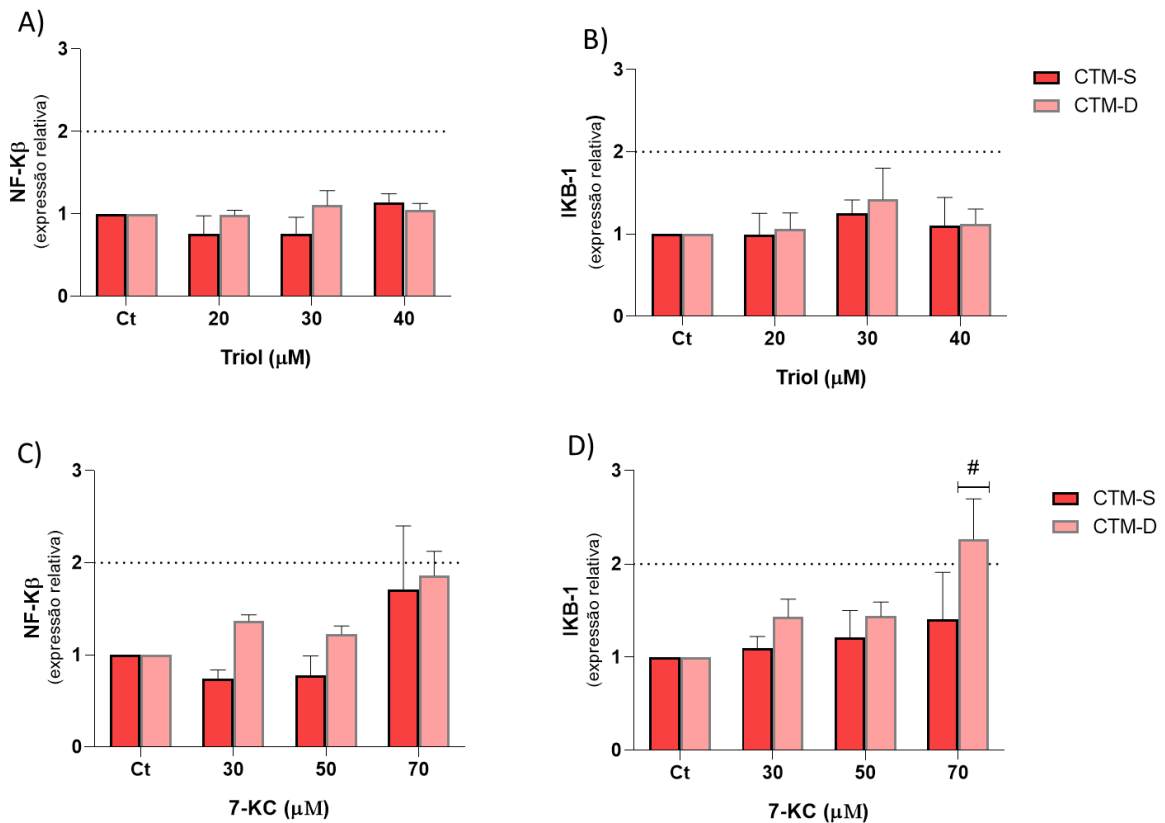 A)
NF-Kβ
(expressão relativa)
3
2
1
0
Ct 20 30 40
Triol (μM)
B)
IKB-1
(expressão relativa)
3
2
1
0
Ct 20 30 40
Triol (μM)
CTM-S
CTM-D
C)
NF-Kβ
(expressão relativa)
3
2
1
0
Ct 30 50 70
7-KC (μM)
D)
IKB-1
(expressão relativa)
3
2
1
0
#
Ct 30 50 70
7-KC (μM)
CTM-S
CTM-D